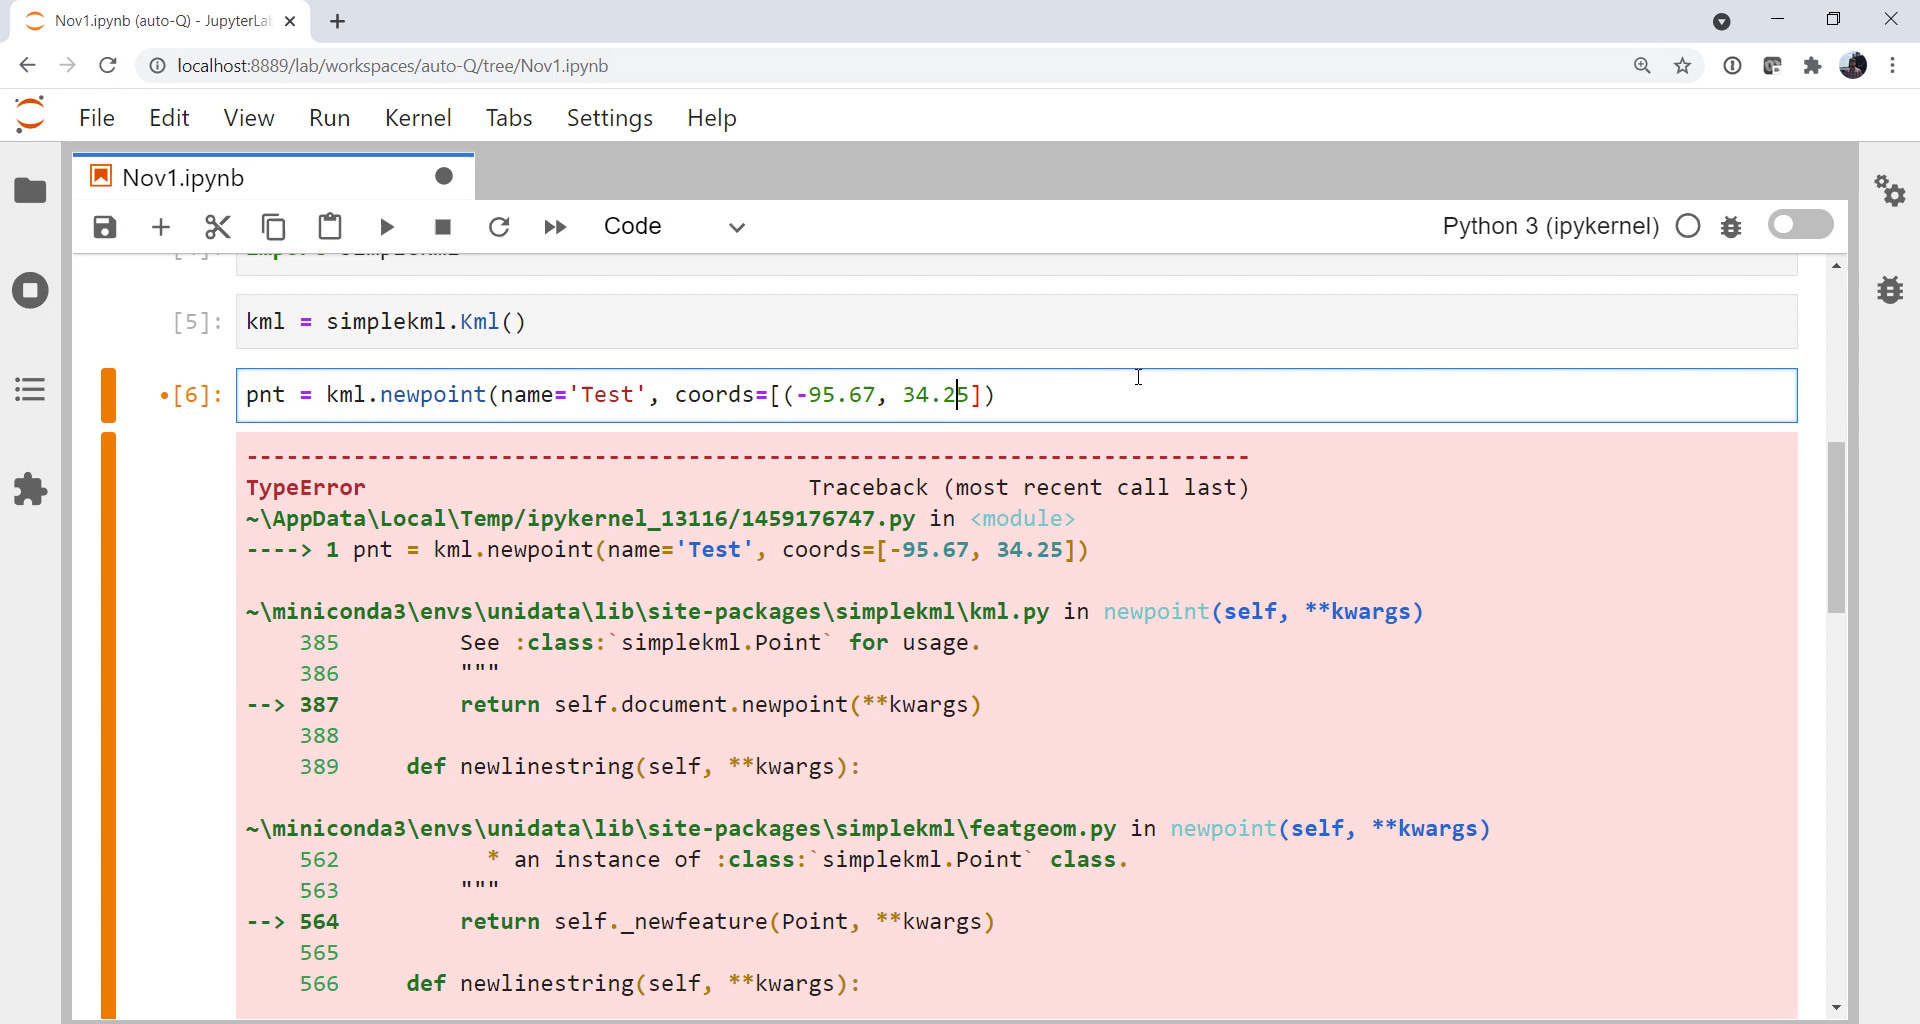 Nov1.ipynb (auto-Q) - JupyterLa
localhost:8889/lab/workspaces/auto-Q/tree/Nov1.ipynb
File Edit View Run Kernel Tabs Settings Help
Nov1.ipynb
Code Python 3 (ipykernel)
[5]: kml = simplekml.Kml()
•[6]: pnt = kml.newpoint(name='Test', coords=[(-95.67, 34.25])
---------------------------------------------------------------------------
TypeError Traceback (most recent call last)
~\AppData\Local\Temp/ipykernel_13116/1459176747.py in <module>
----> 1 pnt = kml.newpoint(name='Test', coords=[-95.67, 34.25])
~\miniconda3\envs\unidata\lib\site-packages\simplekml\kml.py in newpoint(self, **kwargs)
385 See :class:`simplekml.Point` for usage.
386 """
--> 387 return self.document.newpoint(**kwargs)
388
389 def newlinestring(self, **kwargs):
~\miniconda3\envs\unidata\lib\site-packages\simplekml\featgeom.py in newpoint(self, **kwargs)
562 * an instance of :class:`simplekml.Point` class.
563 """
--> 564 return self._newfeature(Point, **kwargs)
565
566 def newlinestring(self, **kwargs):